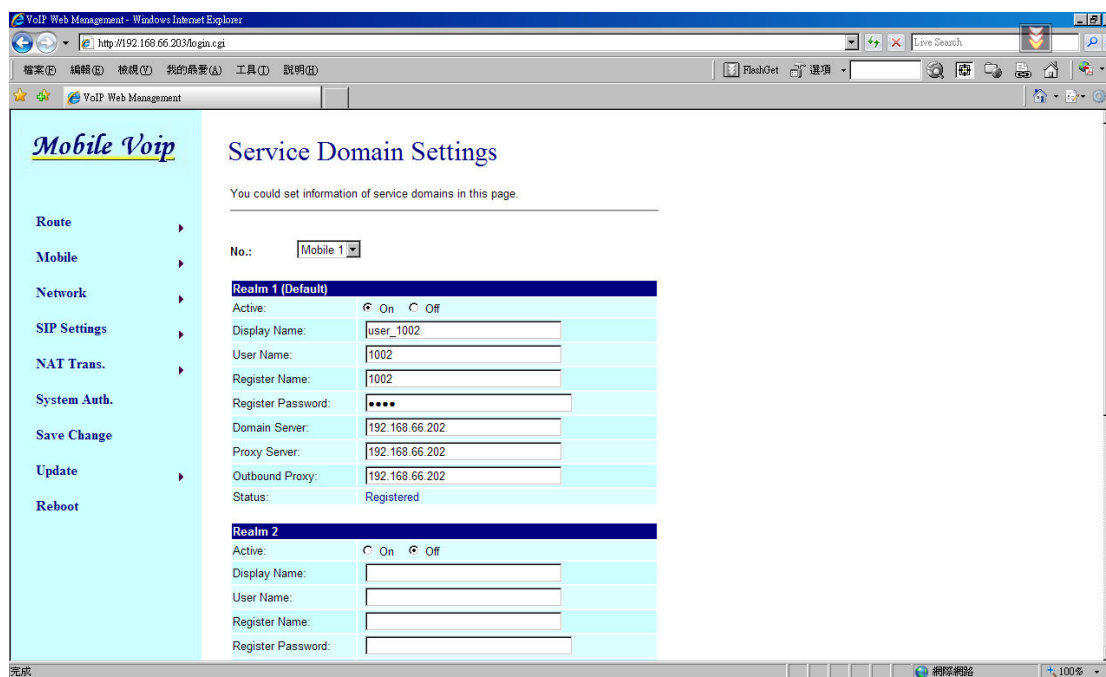 VoIP Web Management - Windows Internet Explorer
http://192.168.66.203/login.cgi
Live Search
檔案(F) 編輯(E) 檢視(V) 我的最愛(A) 工具(T) 說明(H)
FlashGet 選項
VoIP Web Management
Mobile Voip
Route
Mobile
Network
SIP Settings
NAT Trans.
System Auth.
Save Change
Update
Reboot
Service Domain Settings
You could set information of service domains in this page.
No.: Mobile 1
Realm 1 (Default)
Active: On Off
Display Name: user_1002
User Name: 1002
Register Name: 1002
Register Password: ●●●●
Domain Server: 192.168.66.202
Proxy Server: 192.168.66.202
Outbound Proxy: 192.168.66.202
Status: Registered
Realm 2
Active: On Off
Display Name:
User Name:
Register Name:
Register Password:
完成
網際網路
100%